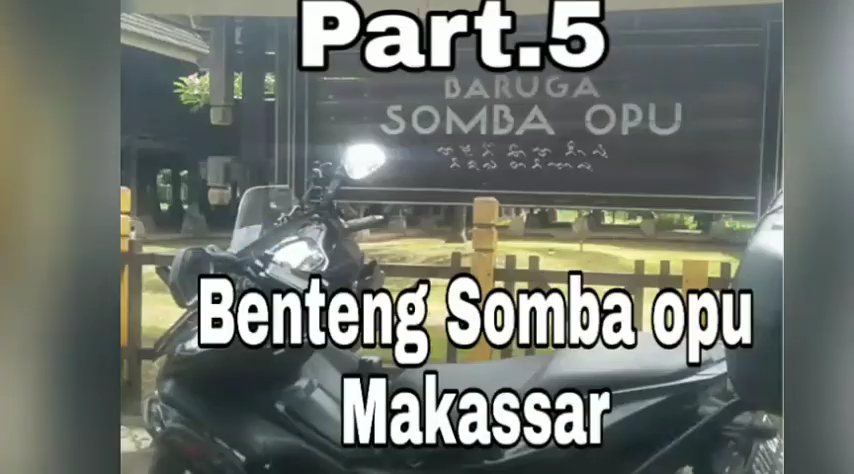 Part.5
BARUGA
SOMBA OPU
Benteng Somba opu
Makassar